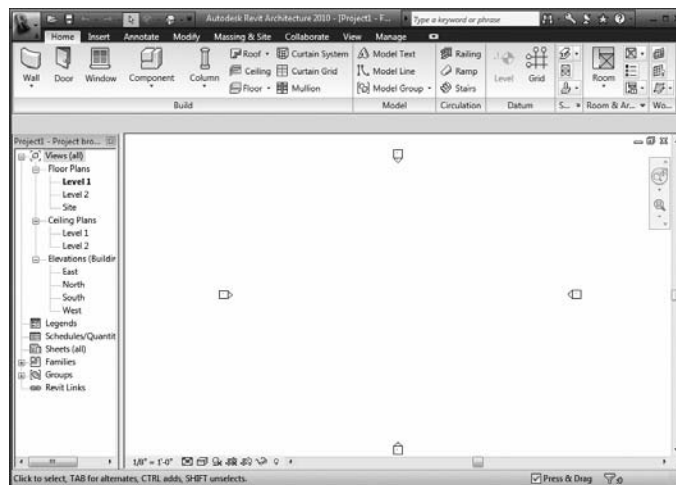 Autodesk Revit Architecture 2010 - [Project1 - F...
Type a keyword or phrase
Home Insert Annotate Modify Massing & Site Collaborate View Manage
Wall Door Window Component Column
Roof Curtain System
Ceiling Curtain Grid
Floor Mullion
Model Text
Model Line
Model Group
Railing
Ramp
Stairs
Level Grid
Room
Build Model Circulation Datum S... Room & Ar... Wo...
Project1 - Project bro...
Views (all)
Floor Plans
Level 1
Level 2
Site
Ceiling Plans
Level 1
Level 2
Elevations (Buildir
East
North
South
West
Legends
Schedules/Quantit
Sheets (all)
Families
Groups
Revit Links
1/8" = 1'-0"
Click to select, TAB for alternates, CTRL adds, SHIFT unselects.
Press & Drag
:0